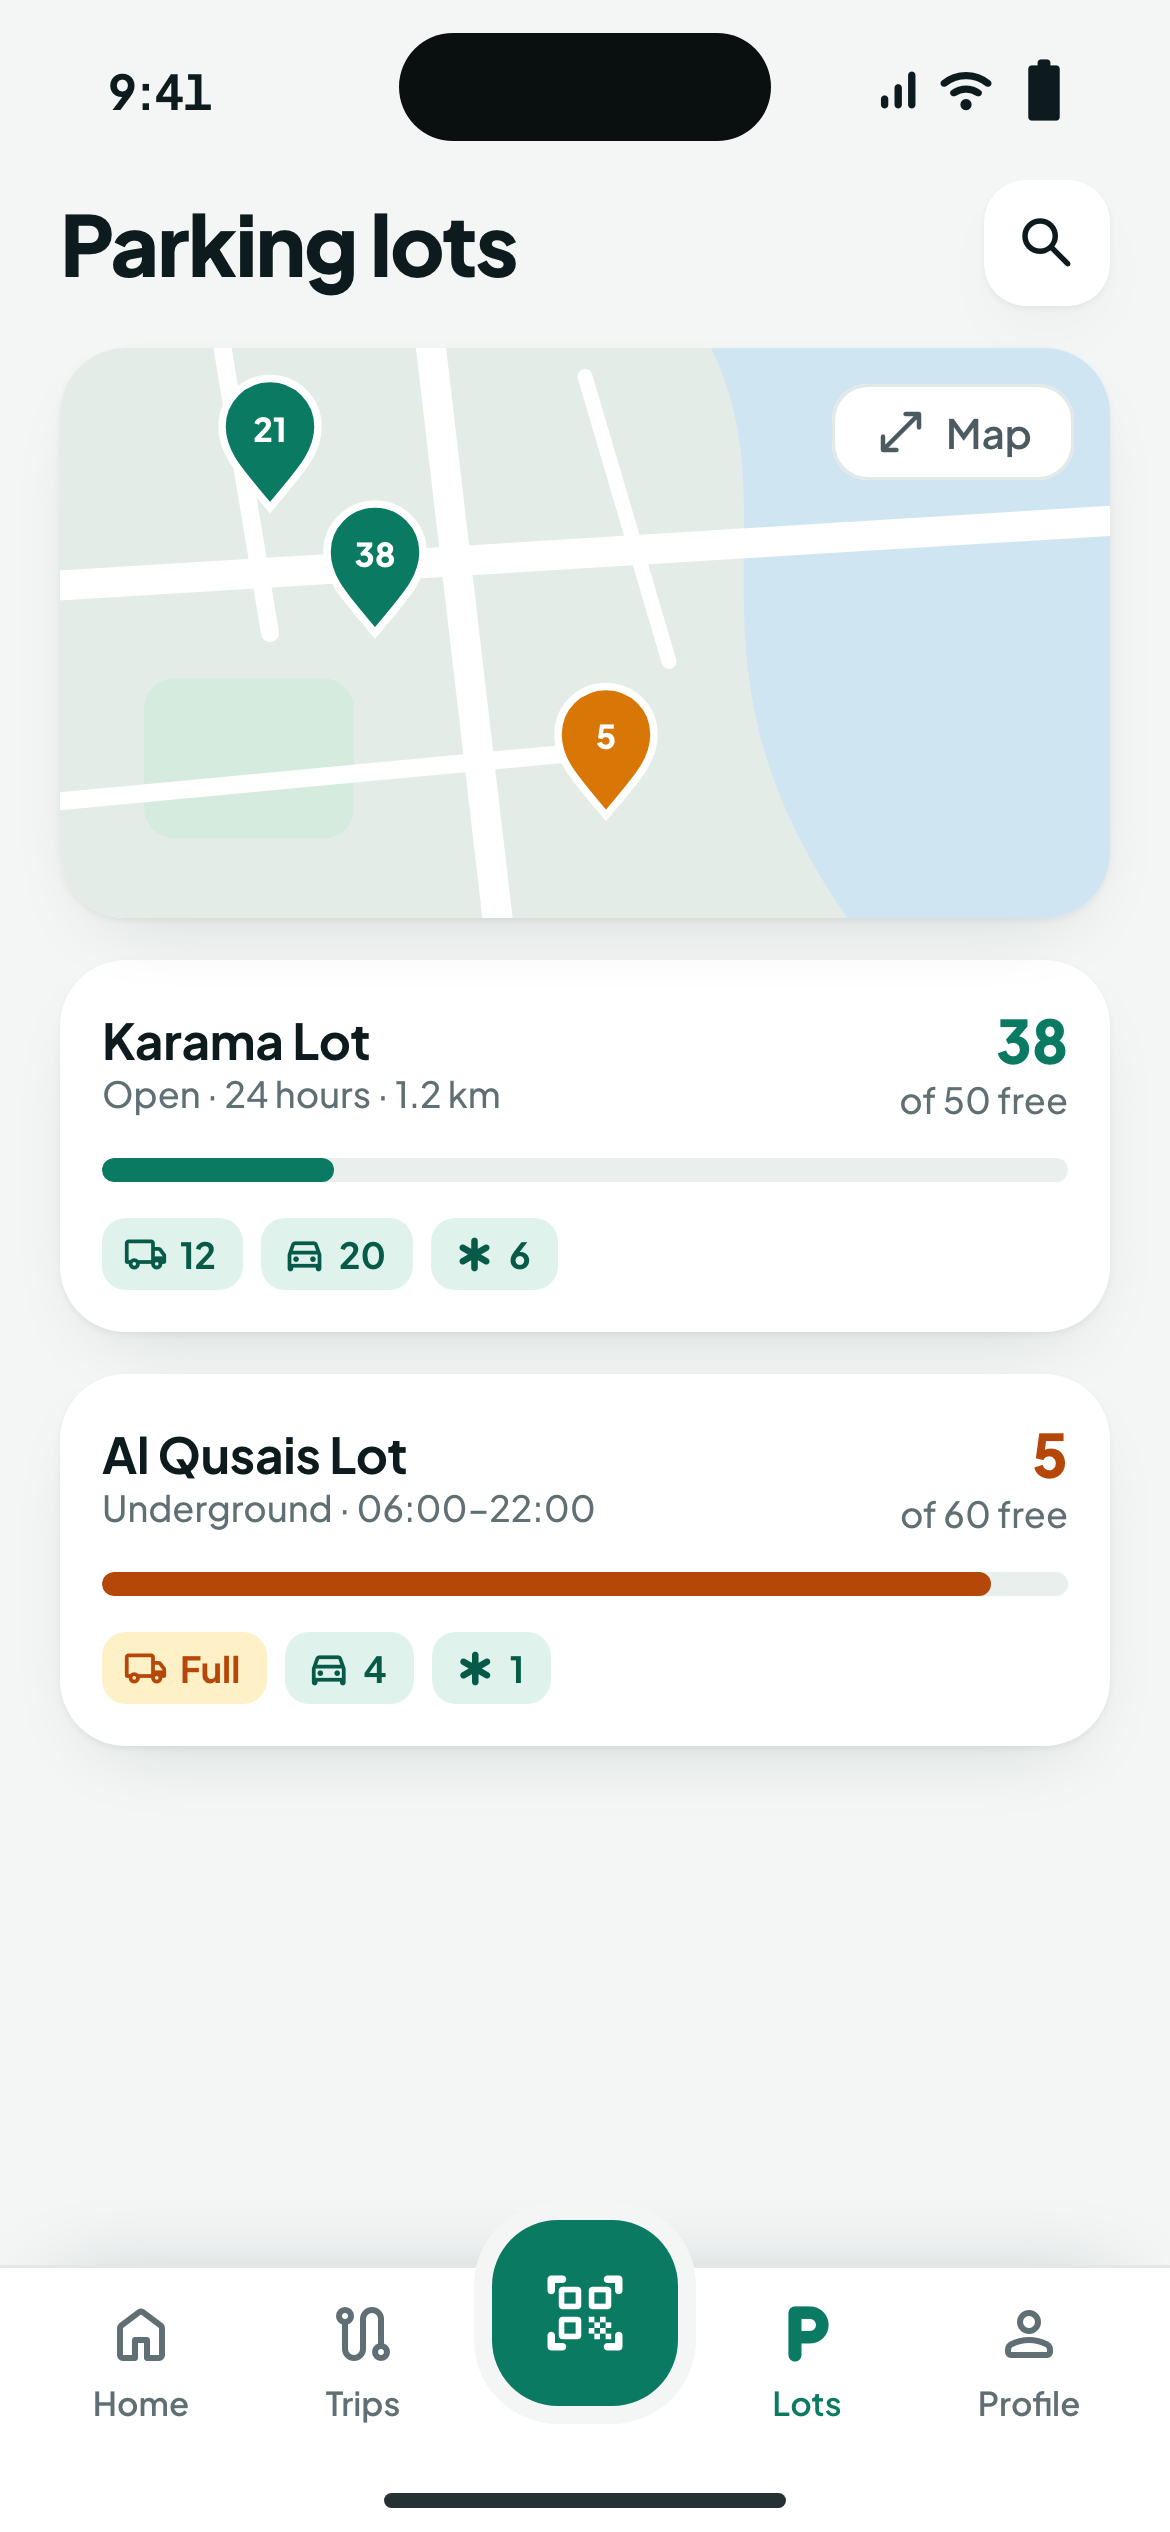 9:41
Parking lots
21
Map
38
5
Karama Lot
38
Open · 24 hours · 1.2 km
of 50 free
12
20
6
Al Qusais Lot
5
Underground · 06:00–22:00
of 60 free
Full
4
1
Home
Trips
Lots
Profile